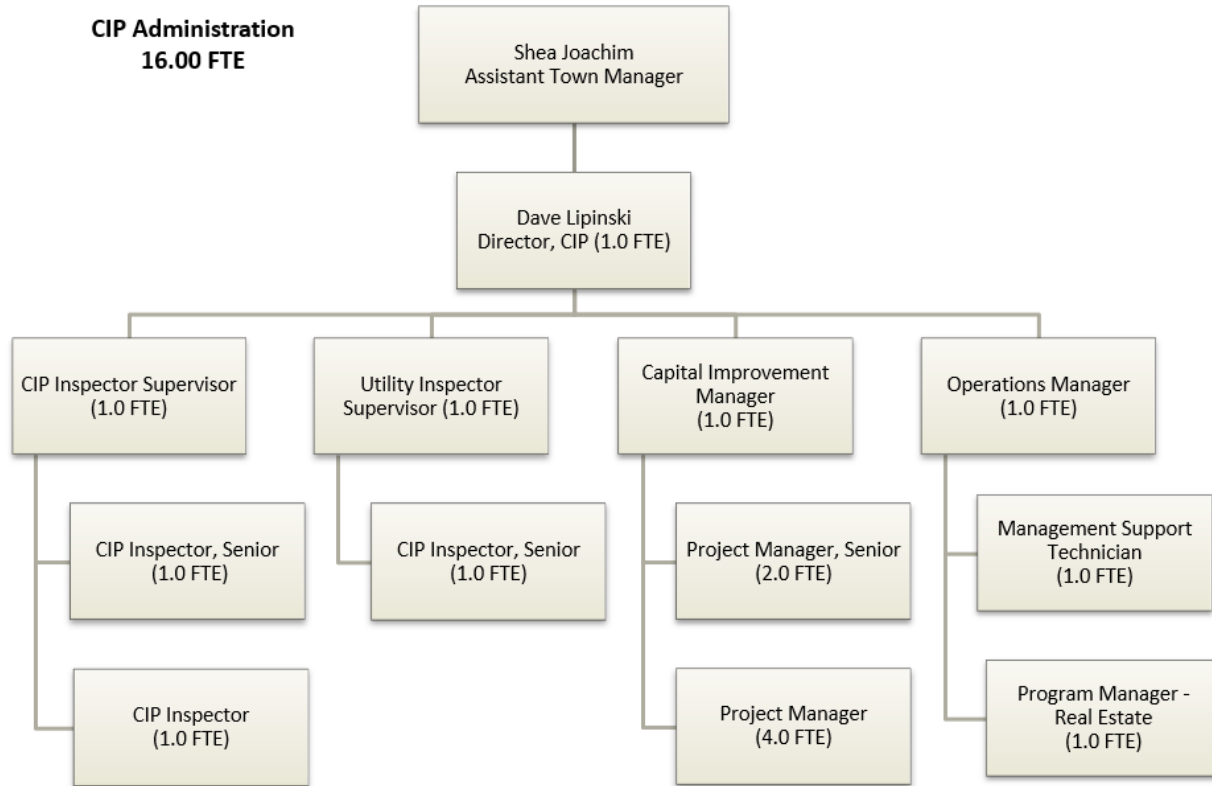 CIP Administration
16.00 FTE
Shea Joachim
Assistant Town Manager
Dave Lipinski
Director, CIP (1.0 FTE)
CIP Inspector Supervisor
(1.0 FTE)
Utility Inspector
Supervisor (1.0 FTE)
Capital Improvement
Manager
(1.0 FTE)
Operations Manager
(1.0 FTE)
CIP Inspector, Senior
(1.0 FTE)
CIP Inspector, Senior
(1.0 FTE)
Project Manager, Senior
(2.0 FTE)
Management Support
Technician
(1.0 FTE)
CIP Inspector
(1.0 FTE)
Project Manager
(4.0 FTE)
Program Manager -
Real Estate
(1.0 FTE)